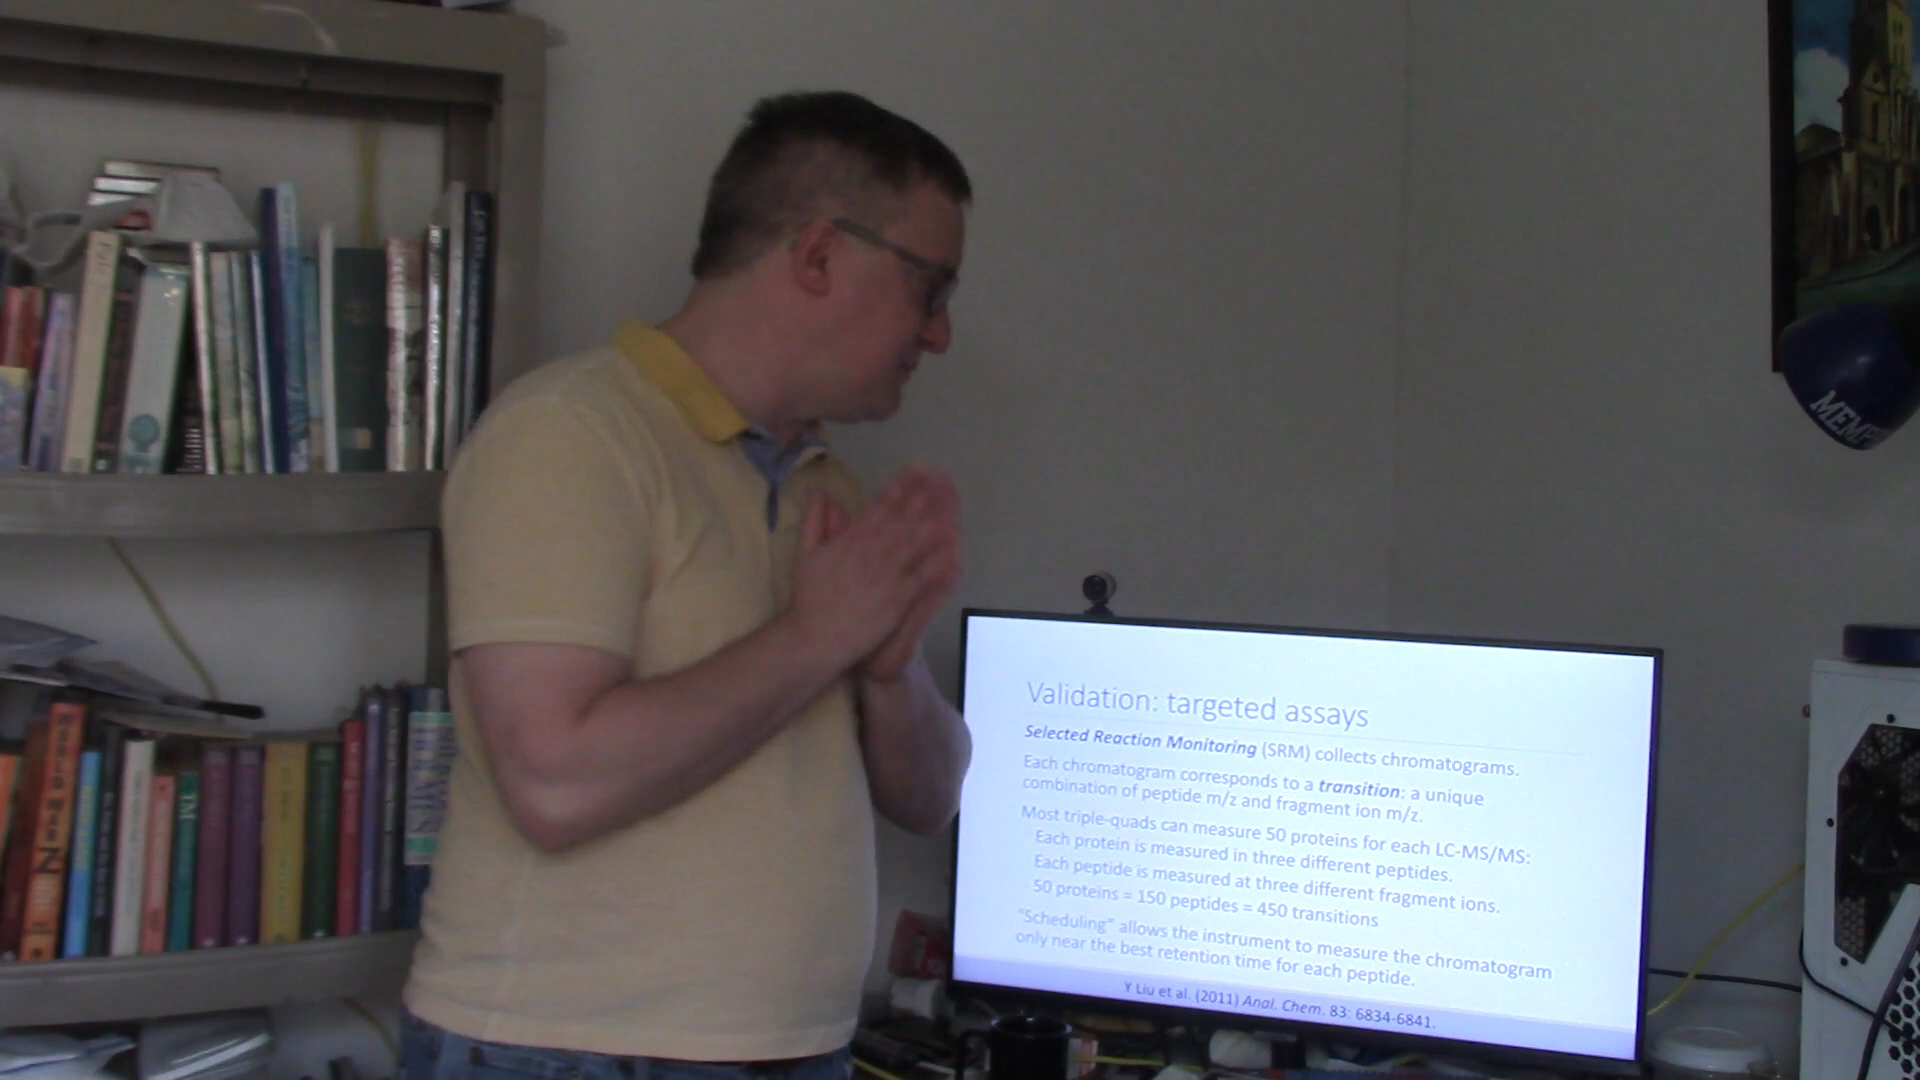 MEMP
Validation: targeted assays
Selected Reaction Monitoring (SRM) collects chromatograms.
Each chromatogram corresponds to a transition: a unique
combination of peptide m/z and fragment ion m/z.
Most triple-quads can measure 50 proteins for each LC-MS/MS:
Each protein is measured in three different peptides.
Each peptide is measured at three different fragment ions.
50 proteins = 150 peptides = 450 transitions
"Scheduling" allows the instrument to measure the chromatogram
only near the best retention time for each peptide.
Y Liu et al. (2011) Anal. Chem. 83: 6834-6841.